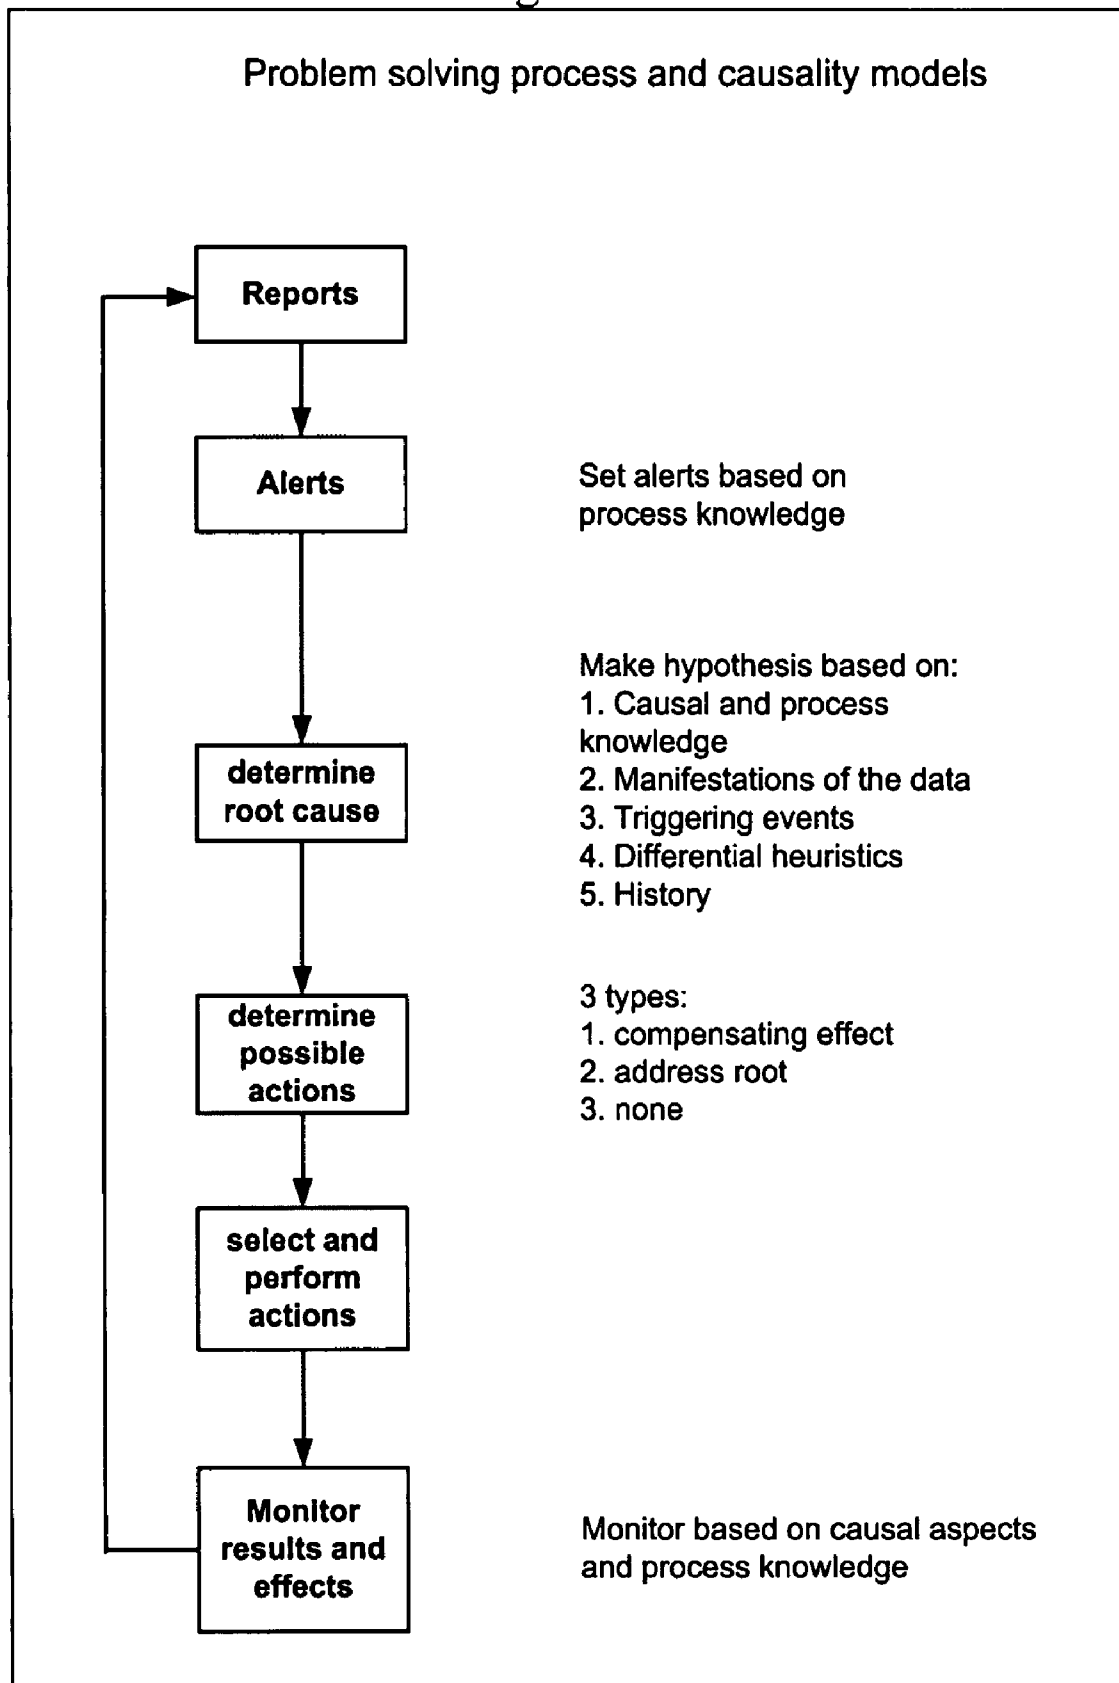 Problem solving process and causality models
Reports
Alerts
Set alerts based on
process knowledge
Make hypothesis based on:
1. Causal and process
knowledge
2. Manifestations of the data
3. Triggering events
4. Differential heuristics
5. History
determine
root cause
3 types:
1. compensating effect
2. address root
3. none
determine
possible
actions
select and
perform
actions
Monitor
results and
effects
Monitor based on causal aspects
and process knowledge